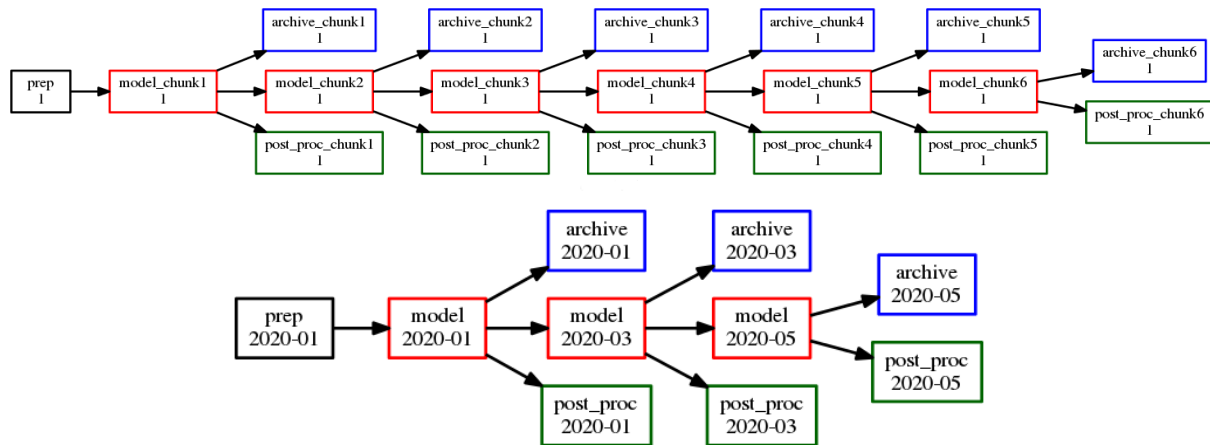 archive_chunk1
1
archive_chunk2
1
archive_chunk3
1
archive_chunk4
1
archive_chunk5
1
archive_chunk6
1
prep
1
model_chunk1
1
model_chunk2
1
model_chunk3
1
model_chunk4
1
model_chunk5
1
model_chunk6
1
post_proc_chunk6
1
post_proc_chunk1
1
post_proc_chunk2
1
post_proc_chunk3
1
post_proc_chunk4
1
post_proc_chunk5
1
archive
2020-01
archive
2020-03
archive
2020-05
prep
2020-01
model
2020-01
model
2020-03
model
2020-05
post_proc
2020-05
post_proc
2020-01
post_proc
2020-03